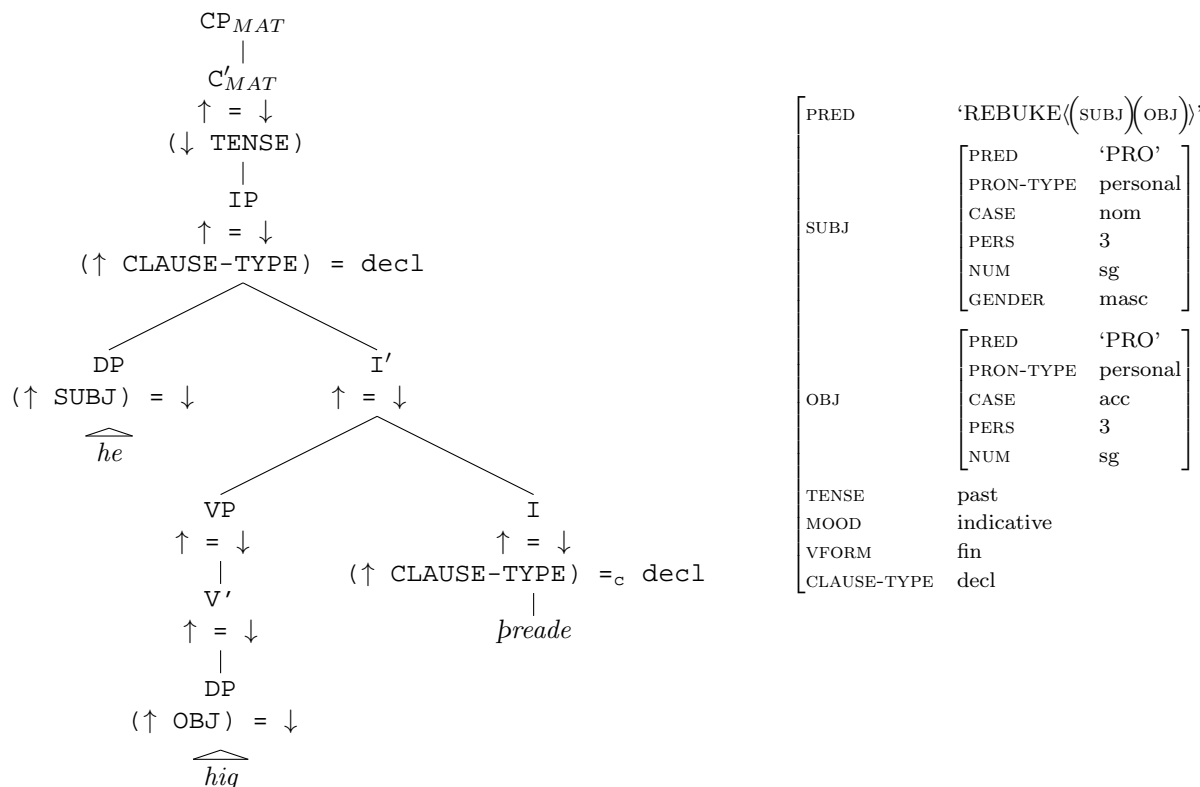 CP_MAT
C′_MAT
↑ = ↓
(↓ TENSE)
IP
↑ = ↓
(↑ CLAUSE-TYPE) = decl
DP I′
(↑ SUBJ) = ↓ ↑ = ↓
he
VP I
↑ = ↓ ↑ = ↓
(↑ CLAUSE-TYPE) =c decl
V′
þreade
↑ = ↓
DP
(↑ OBJ) = ↓
hig
PRED ‘REBUKE⟨(SUBJ)(OBJ)⟩’
PRED ‘PRO’
PRON-TYPE personal
CASE nom
SUBJ
PERS 3
NUM sg
GENDER masc
PRED ‘PRO’
PRON-TYPE personal
OBJ CASE acc
PERS 3
NUM sg
TENSE past
MOOD indicative
VFORM fin
CLAUSE-TYPE decl